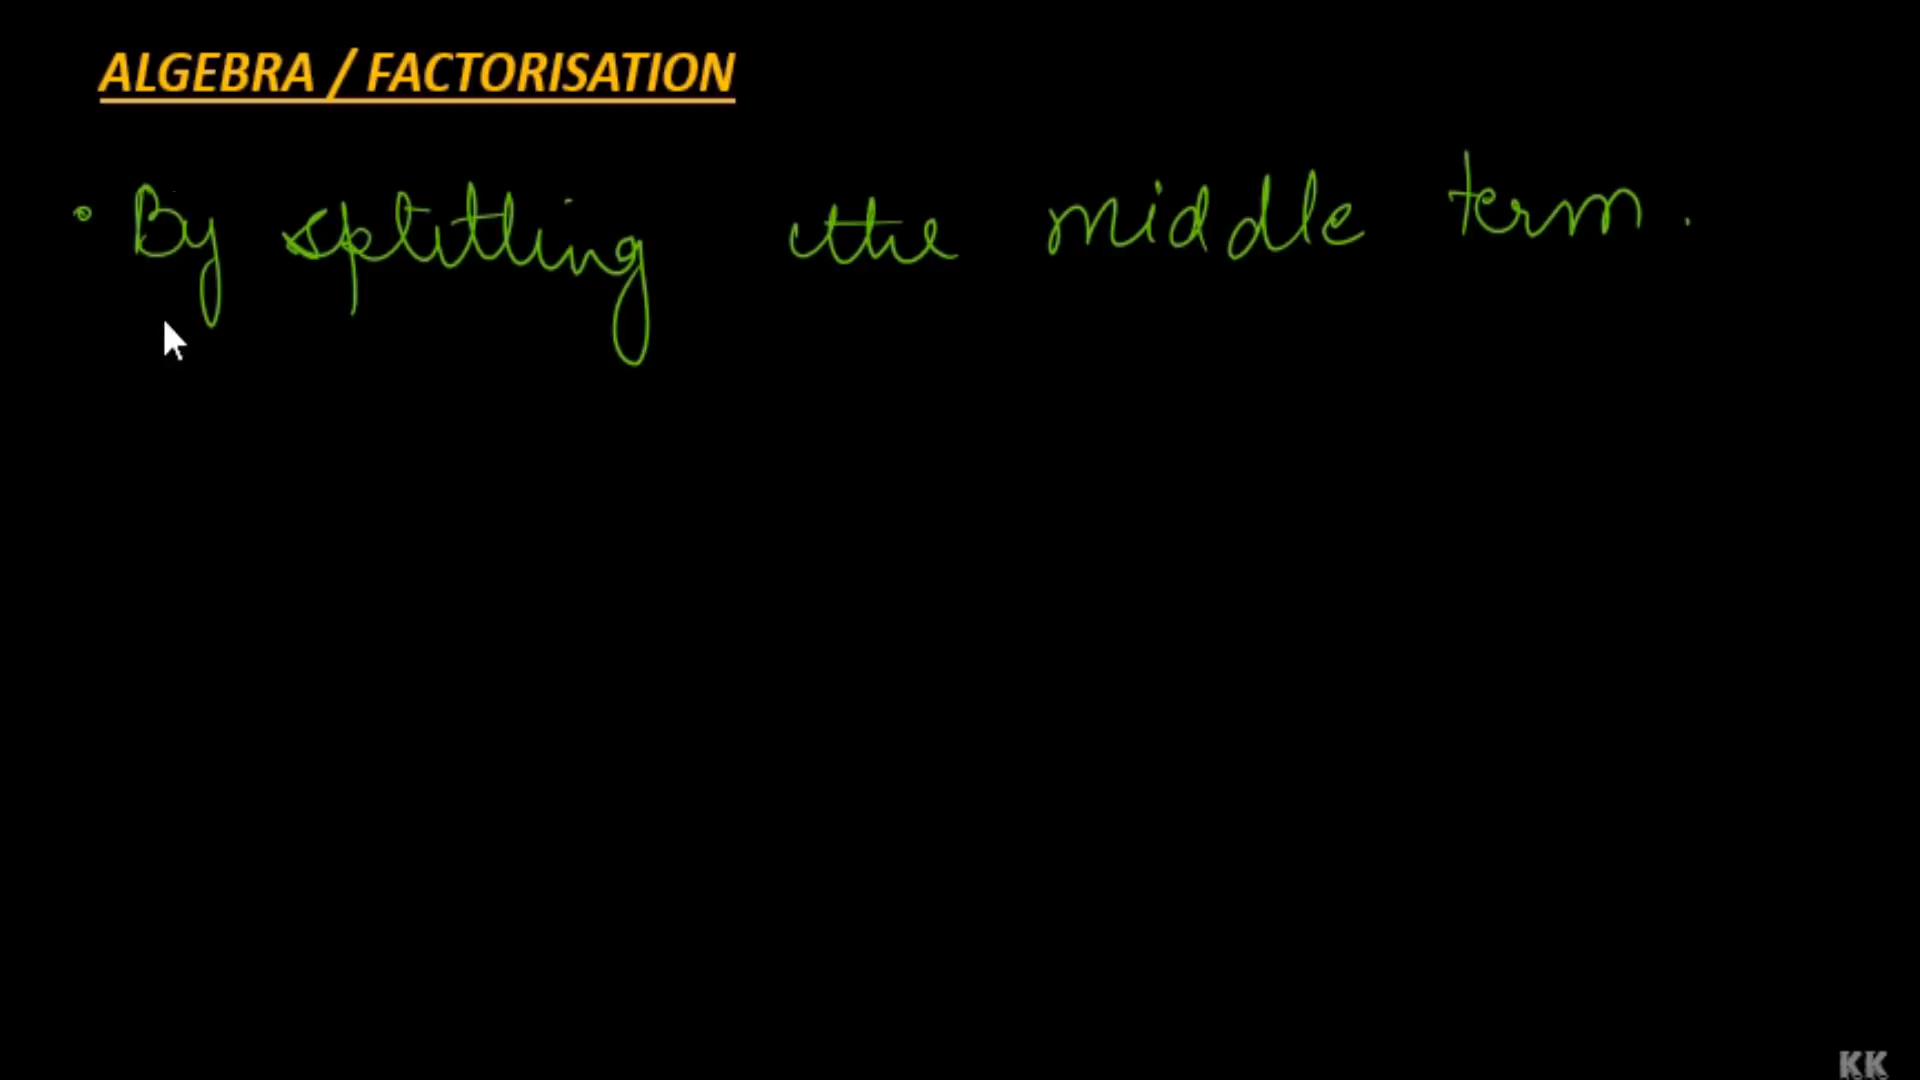 ALGEBRA / FACTORISATION
• By splitting the middle term.
KK